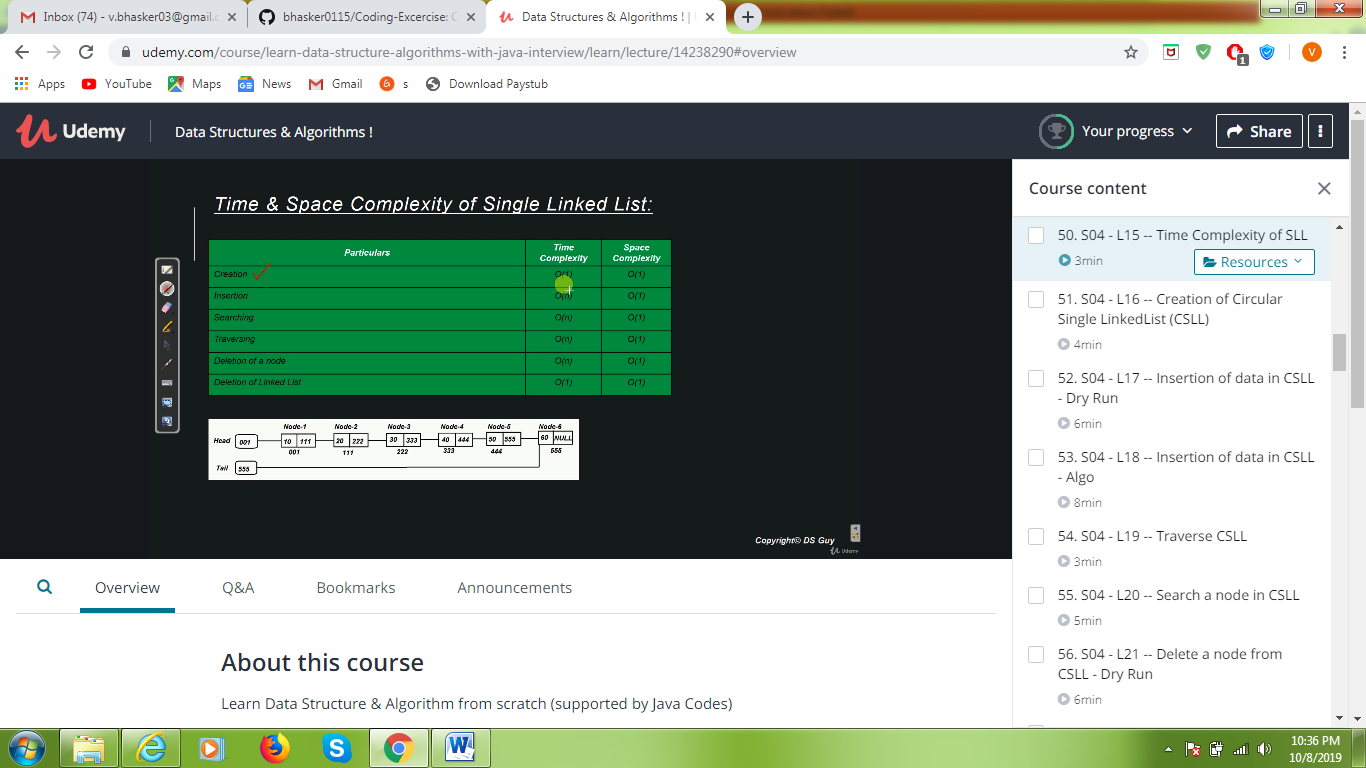 Inbox (74) - v.bhasker03@gmail.c
bhasker0115/Coding-Excercise: C
Data Structures & Algorithms ! | U
udemy.com/course/learn-data-structure-algorithms-with-java-interview/learn/lecture/14238290#overview
1
V
Apps YouTube Maps News Gmail s Download Paystub
Udemy
Data Structures & Algorithms !
Your progress
Share
Time & Space Complexity of Single Linked List:
Particulars Time Complexity Space Complexity
Creation O(1) O(1)
Insertion O(n) O(1)
Searching O(n) O(1)
Traversing O(n) O(1)
Deletion of a node O(n) O(1)
Deletion of Linked List O(1) O(1)
Node-1 Node-2 Node-3 Node-4 Node-5 Node-6
Head 001 10 111 20 222 30 333 40 444 50 555 60 NULL
001 111 222 333 444 555
Tail 555
Copyright© DS Guy
Udemy
Course content
50. S04 - L15 -- Time Complexity of SLL
3min
Resources
51. S04 - L16 -- Creation of Circular
Single LinkedList (CSLL)
4min
52. S04 - L17 -- Insertion of data in CSLL
- Dry Run
6min
53. S04 - L18 -- Insertion of data in CSLL
- Algo
8min
54. S04 - L19 -- Traverse CSLL
3min
55. S04 - L20 -- Search a node in CSLL
5min
56. S04 - L21 -- Delete a node from
CSLL - Dry Run
6min
Overview Q&A Bookmarks Announcements
About this course
Learn Data Structure & Algorithm from scratch (supported by Java Codes)
10:36 PM
10/8/2019